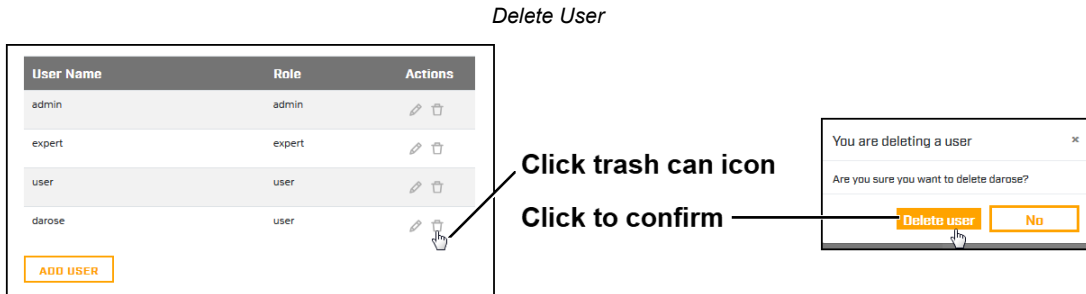 Delete User
User Name Role Actions
admin admin
expert expert
user user
darose user
ADD USER
Click trash can icon
Click to confirm
You are deleting a user ×
Are you sure you want to delete darose?
Delete user No